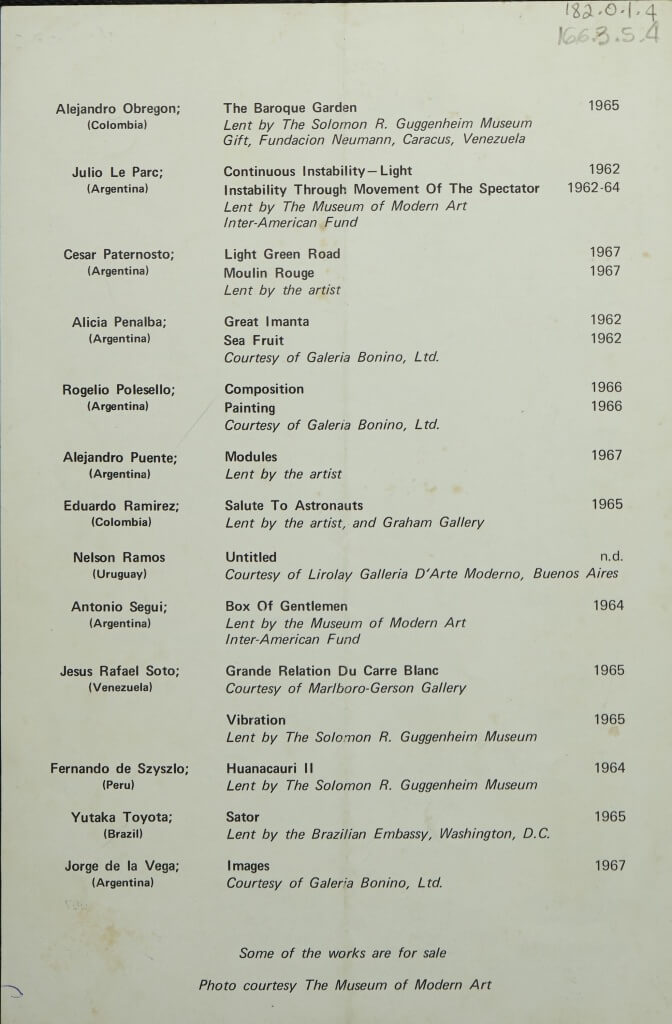 182.0.1.4
166.3.5.4
Alejandro Obregon; The Baroque Garden 1965
(Colombia) Lent by The Solomon R. Guggenheim Museum
Gift, Fundacion Neumann, Caracus, Venezuela
Julio Le Parc; Continuous Instability—Light 1962
(Argentina) Instability Through Movement Of The Spectator 1962-64
Lent by The Museum of Modern Art
Inter-American Fund
Cesar Paternosto; Light Green Road 1967
(Argentina) Moulin Rouge 1967
Lent by the artist
Alicia Penalba; Great Imanta 1962
(Argentina) Sea Fruit 1962
Courtesy of Galeria Bonino, Ltd.
Rogelio Polesello; Composition 1966
(Argentina) Painting 1966
Courtesy of Galeria Bonino, Ltd.
Alejandro Puente; Modules 1967
(Argentina) Lent by the artist
Eduardo Ramirez; Salute To Astronauts 1965
(Colombia) Lent by the artist, and Graham Gallery
Nelson Ramos Untitled n.d.
(Uruguay) Courtesy of Lirolay Galleria D'Arte Moderno, Buenos Aires
Antonio Segui; Box Of Gentlemen 1964
(Argentina) Lent by the Museum of Modern Art
Inter-American Fund
Jesus Rafael Soto; Grande Relation Du Carre Blanc 1965
(Venezuela) Courtesy of Marlboro-Gerson Gallery
Vibration 1965
Lent by The Solomon R. Guggenheim Museum
Fernando de Szyszlo; Huanacauri II 1964
(Peru) Lent by The Solomon R. Guggenheim Museum
Yutaka Toyota; Sator 1965
(Brazil) Lent by the Brazilian Embassy, Washington, D.C.
Jorge de la Vega; Images 1967
(Argentina) Courtesy of Galeria Bonino, Ltd.
Some of the works are for sale
Photo courtesy The Museum of Modern Art